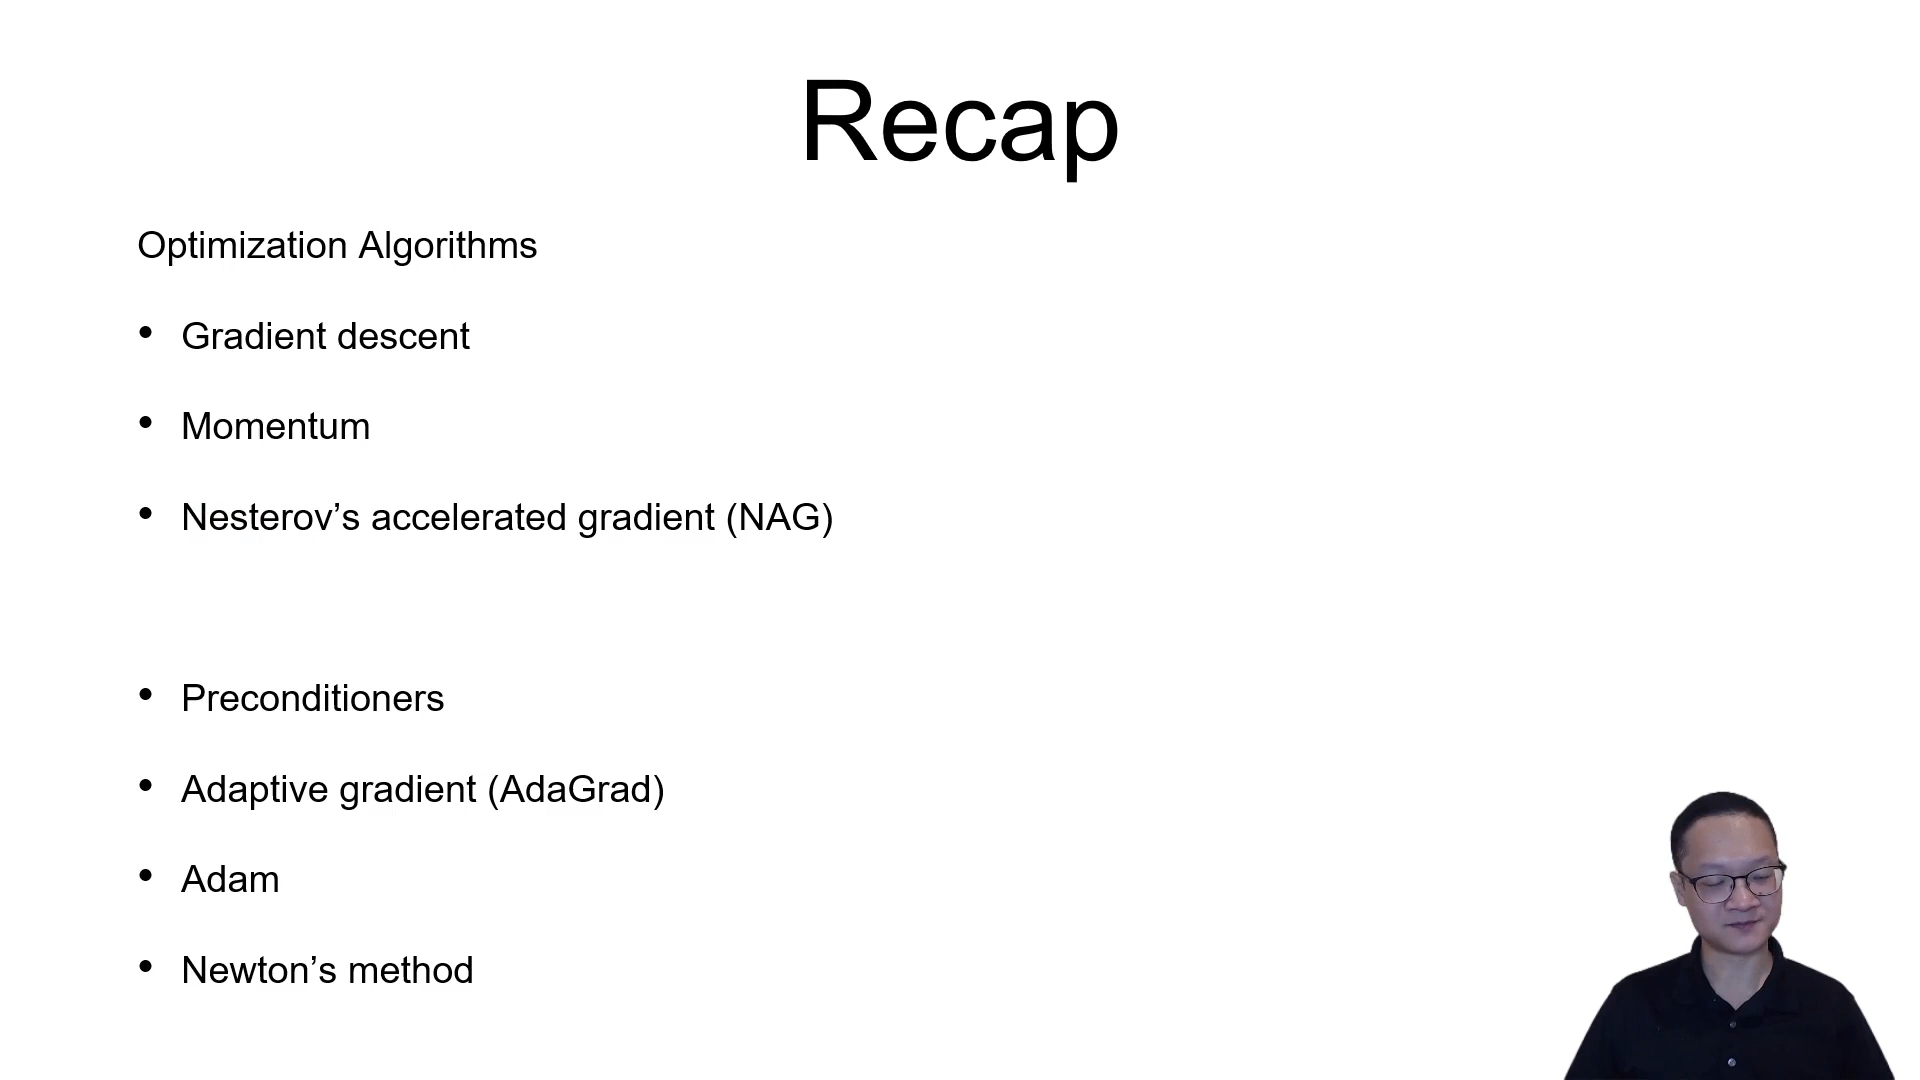 Recap
Optimization Algorithms
• Gradient descent
• Momentum
• Nesterov’s accelerated gradient (NAG)
• Preconditioners
• Adaptive gradient (AdaGrad)
• Adam
• Newton’s method